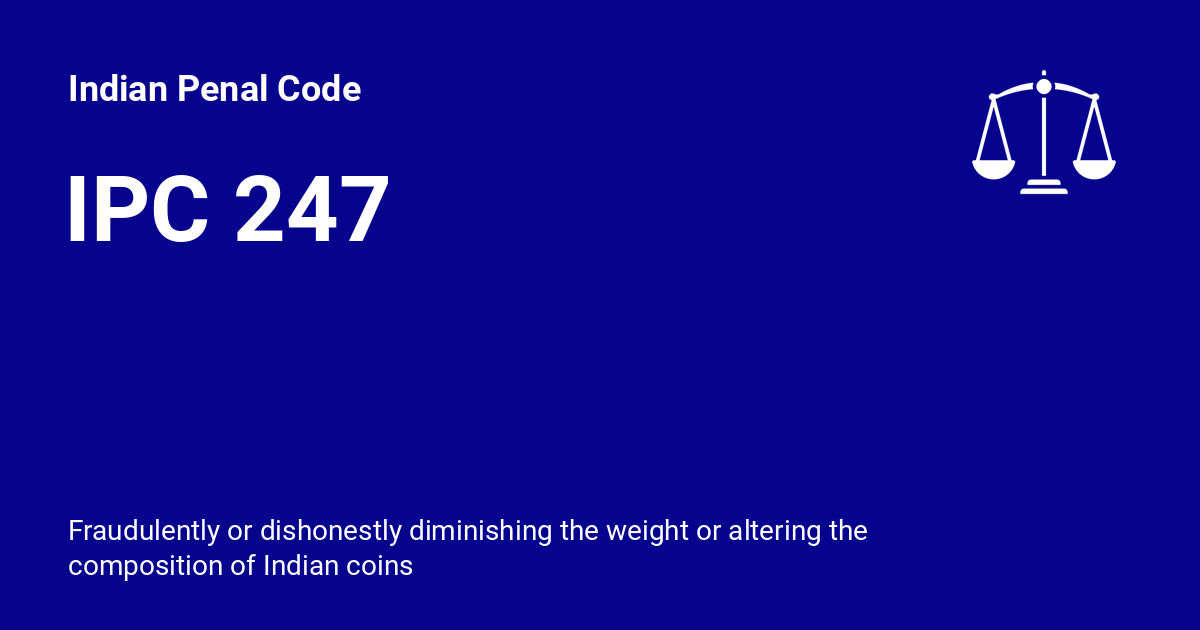 Indian Penal Code
IPC 247
Fraudulently or dishonestly diminishing the weight or altering the
composition of Indian coins